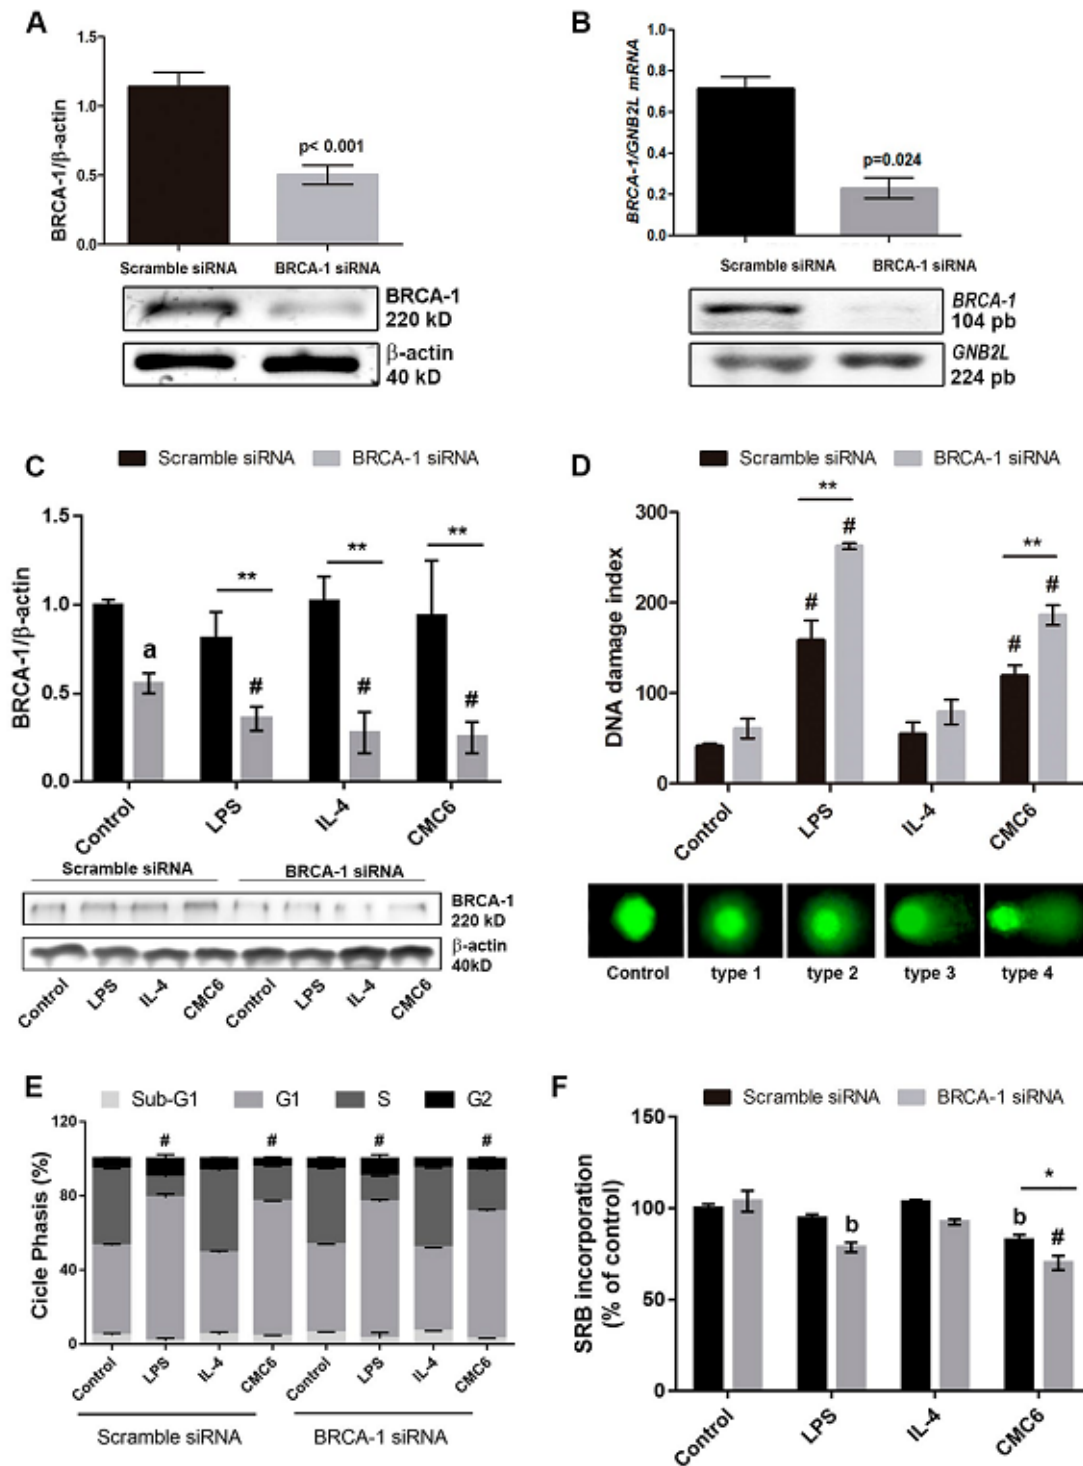 A
1.5
1.0
0.5
0.0
BRCA-1/β-actin
p< 0.001
Scramble siRNA BRCA-1 siRNA
BRCA-1
220 kD
β-actin
40 kD
B
0.8
0.6
0.4
0.2
0.0
BRCA-1/GNB2L mRNA
p=0.024
Scramble siRNA BRCA-1 siRNA
BRCA-1
104 pb
GNB2L
224 pb
C
Scramble siRNA BRCA-1 siRNA
1.5
1.0
0.5
0.0
BRCA-1/β-actin
a
** ** **
# # #
Control LPS IL-4 CMC6
Scramble siRNA BRCA-1 siRNA
BRCA-1
220 kD
β-actin
40kD
Control LPS IL-4 CMC6 Control LPS IL-4 CMC6
D
Scramble siRNA BRCA-1 siRNA
300
200
100
0
DNA damage index
** **
# # # #
Control LPS IL-4 CMC6
Control type 1 type 2 type 3 type 4
E
Sub-G1 G1 S G2
120
80
40
0
Cicle Phasis (%)
# # # #
Control LPS IL-4 CMC6 Control LPS IL-4 CMC6
Scramble siRNA BRCA-1 siRNA
F
Scramble siRNA BRCA-1 siRNA
150
100
50
0
SRB incorporation
(% of control)
*
b b #
Control LPS IL-4 CMC6